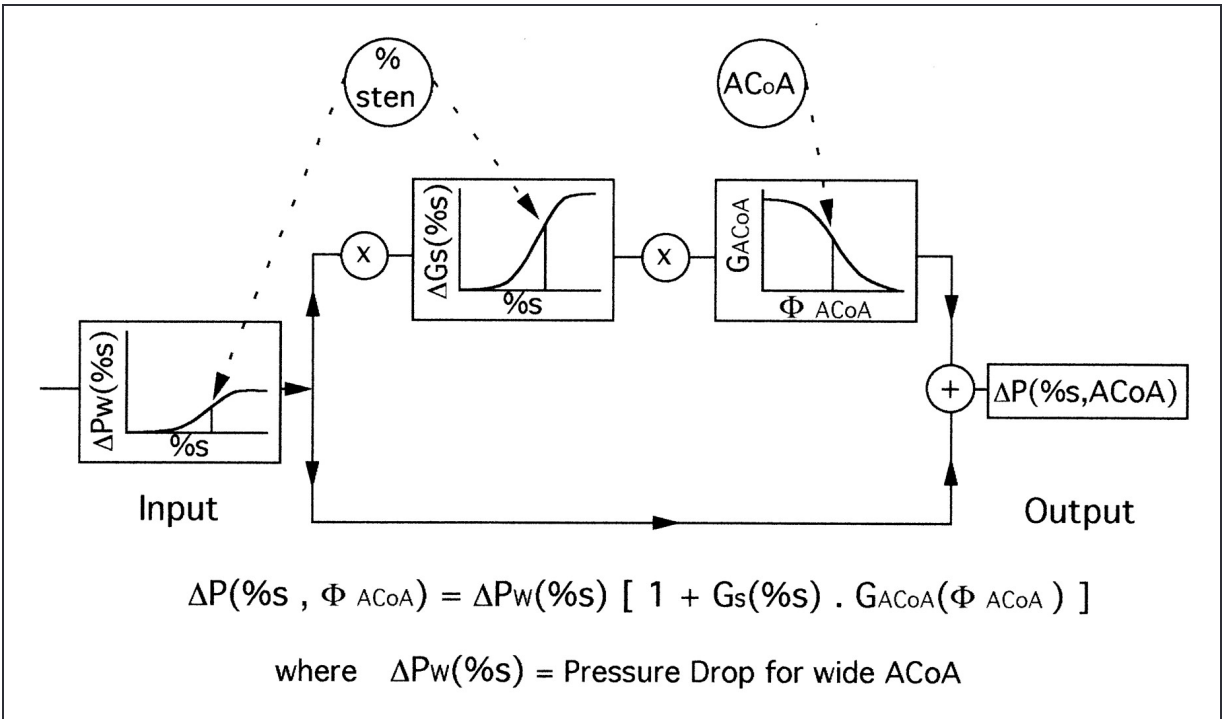 %
sten
ACoA
x
ΔGs(%s)
%s
x
GACoA
Φ ACoA
ΔPw(%s)
%s
+
ΔP(%s,ACoA)
Input
Output
ΔP(%s , Φ ACoA) = ΔPw(%s) [ 1 + Gs(%s) . GACoA(Φ ACoA ) ]
where ΔPw(%s) = Pressure Drop for wide ACoA